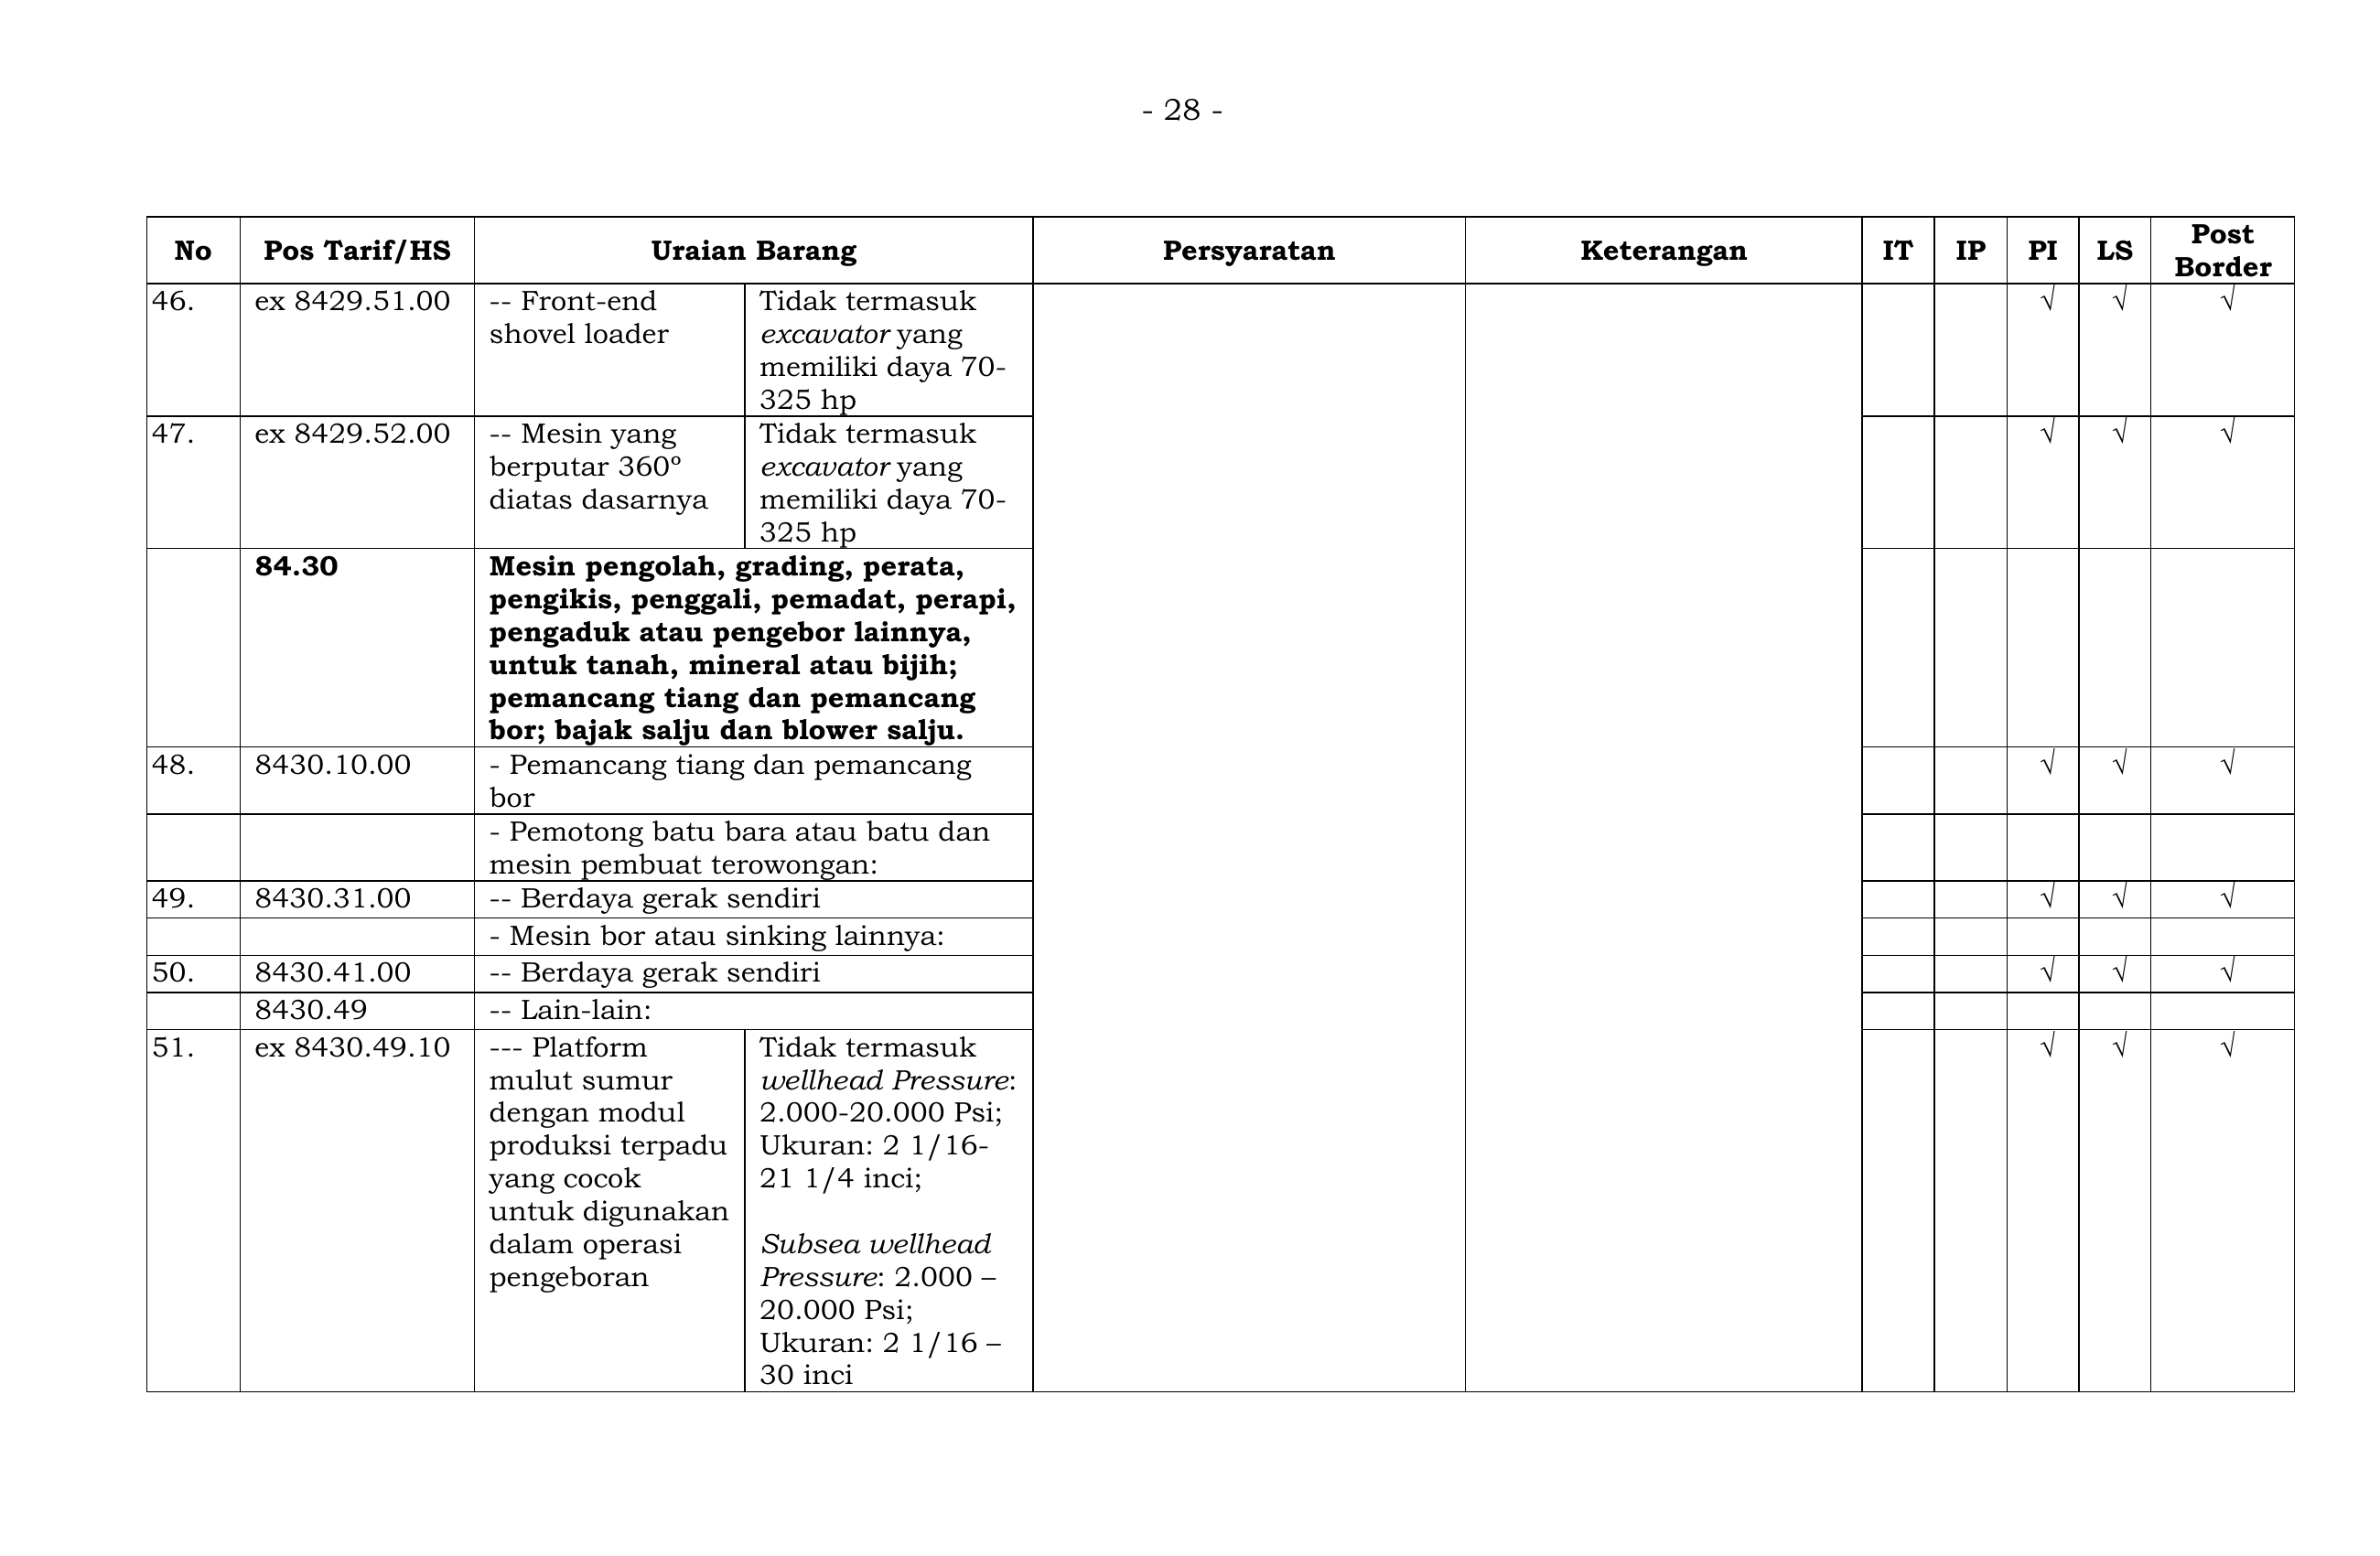 - 28 -
No Pos Tarif/HS Uraian Barang Persyaratan Keterangan IT IP PI LS Post Border
46. ex 8429.51.00 -- Front-end Tidak termasuk √ √ √
shovel loader excavator yang
memiliki daya 70-
325 hp
47. ex 8429.52.00 -- Mesin yang Tidak termasuk √ √ √
berputar 360º excavator yang
diatas dasarnya memiliki daya 70-
325 hp
84.30 Mesin pengolah, grading, perata,
pengikis, penggali, pemadat, perapi,
pengaduk atau pengebor lainnya,
untuk tanah, mineral atau bijih;
pemancang tiang dan pemancang
bor; bajak salju dan blower salju.
48. 8430.10.00 - Pemancang tiang dan pemancang √ √ √
bor
- Pemotong batu bara atau batu dan
mesin pembuat terowongan:
49. 8430.31.00 -- Berdaya gerak sendiri √ √ √
- Mesin bor atau sinking lainnya:
50. 8430.41.00 -- Berdaya gerak sendiri √ √ √
8430.49 -- Lain-lain:
51. ex 8430.49.10 --- Platform Tidak termasuk √ √ √
mulut sumur wellhead Pressure:
dengan modul 2.000-20.000 Psi;
produksi terpadu Ukuran: 2 1/16-
yang cocok 21 1/4 inci;
untuk digunakan
dalam operasi Subsea wellhead
pengeboran Pressure: 2.000 –
20.000 Psi;
Ukuran: 2 1/16 –
30 inci